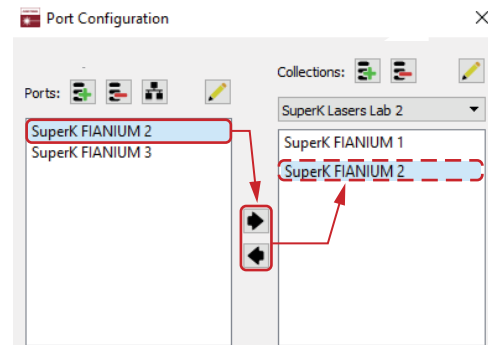 Port Configuration
Ports:
SuperK FIANIUM 2
SuperK FIANIUM 3
Collections:
SuperK Lasers Lab 2
SuperK FIANIUM 1
SuperK FIANIUM 2